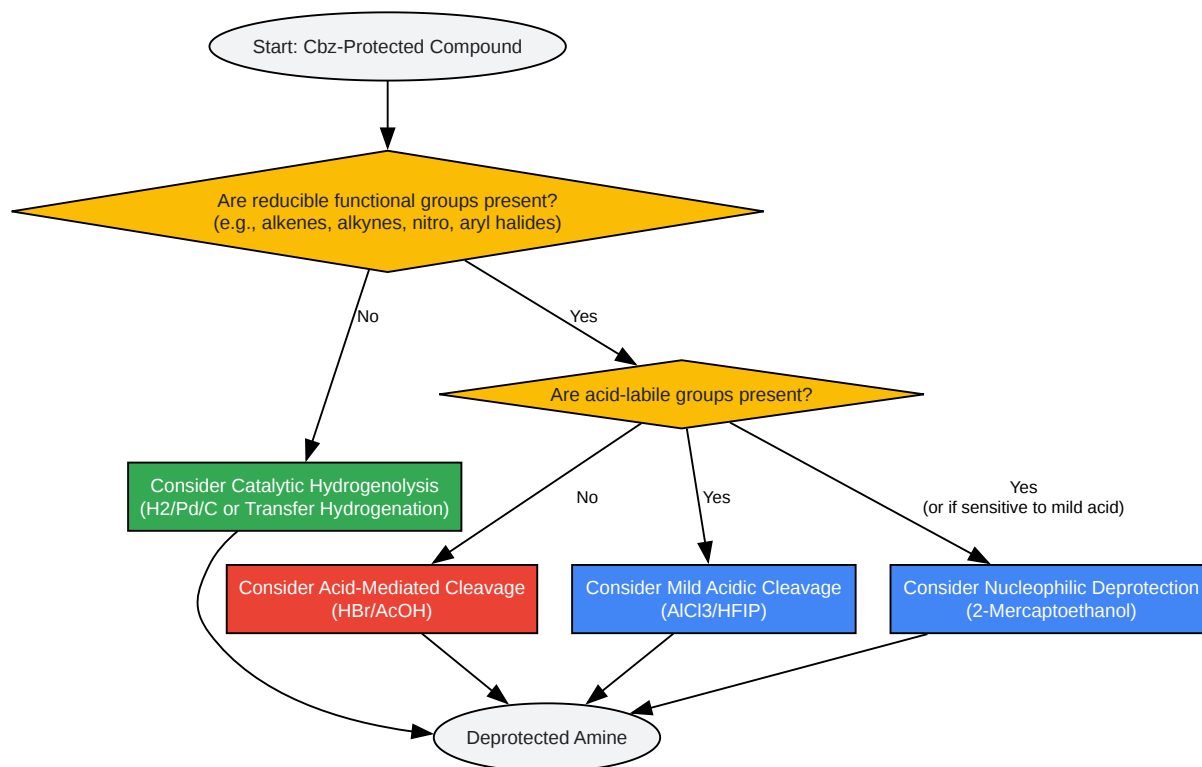 Start: Cbz-Protected Compound
Are reducible functional groups present?
(e.g., alkenes, alkynes, nitro, aryl halides)
No
Yes
Are acid-labile groups present?
Consider Catalytic Hydrogenolysis
(H2/Pd/C or Transfer Hydrogenation)
No
Yes
Yes
(or if sensitive to mild acid)
Consider Acid-Mediated Cleavage
(HBr/AcOH)
Consider Mild Acidic Cleavage
(AlCl3/HFIP)
Consider Nucleophilic Deprotection
(2-Mercaptoethanol)
Deprotected Amine